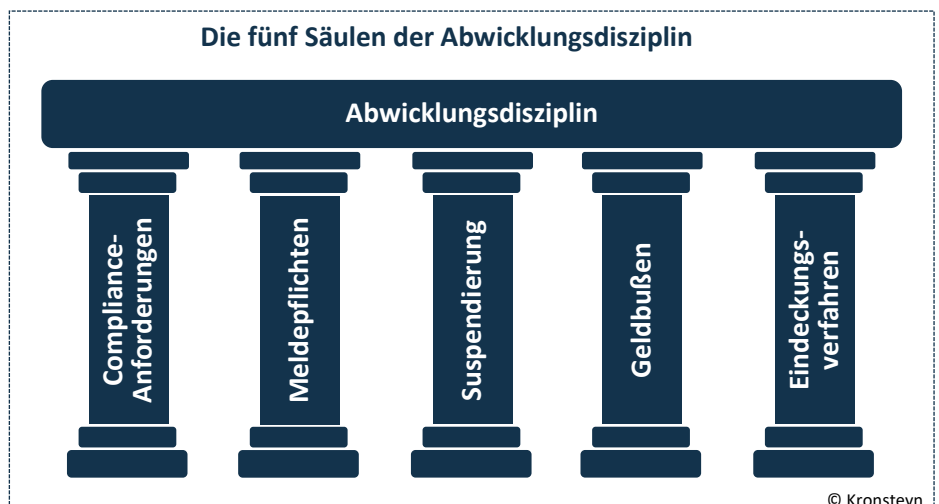 Die fünf Säulen der Abwicklungsdisziplin
Abwicklungsdisziplin
Compliance-
Anforderungen
Meldepflichten
Suspendierung
Geldbußen
Eindeckungs-
verfahren
© Kronsteyn